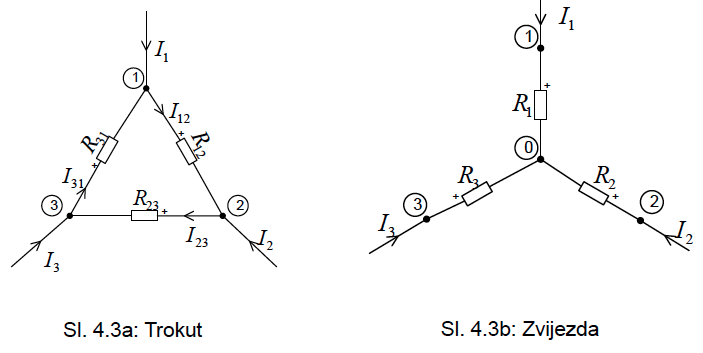 I₁
I₁
1
1
I₁₂
R₃₁
R₁₂
R₁
I₃₁
0
R₃
R₂
3
R₂₃
2
3
2
I₃
I₂₃
I₂
I₃
I₂
Sl. 4.3a: Trokut
Sl. 4.3b: Zvijezda